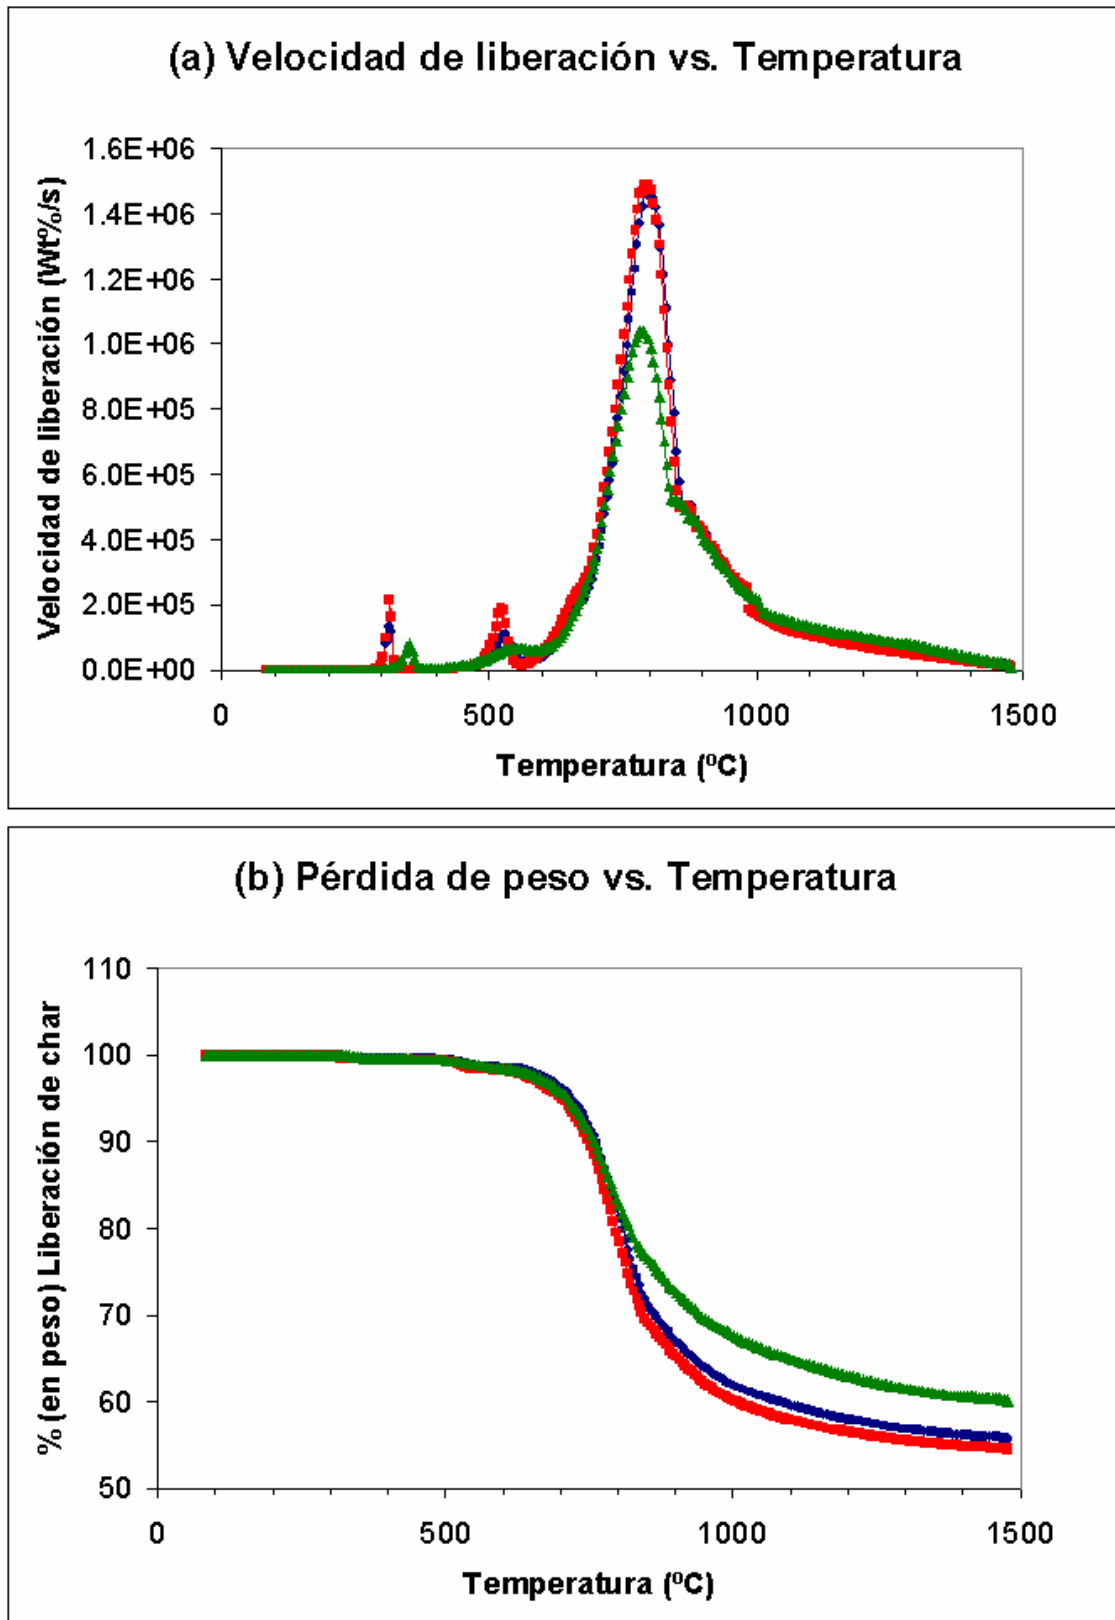 (a) Velocidad de liberación vs. Temperatura
Velocidad de liberación (Wt%/s)
1.6E+06
1.4E+06
1.2E+06
1.0E+06
8.0E+05
6.0E+05
4.0E+05
2.0E+05
0.0E+00
0 500 1000 1500
Temperatura (ºC)
(b) Pérdida de peso vs. Temperatura
% (en peso) Liberación de char
110
100
90
80
70
60
50
0 500 1000 1500
Temperatura (ºC)